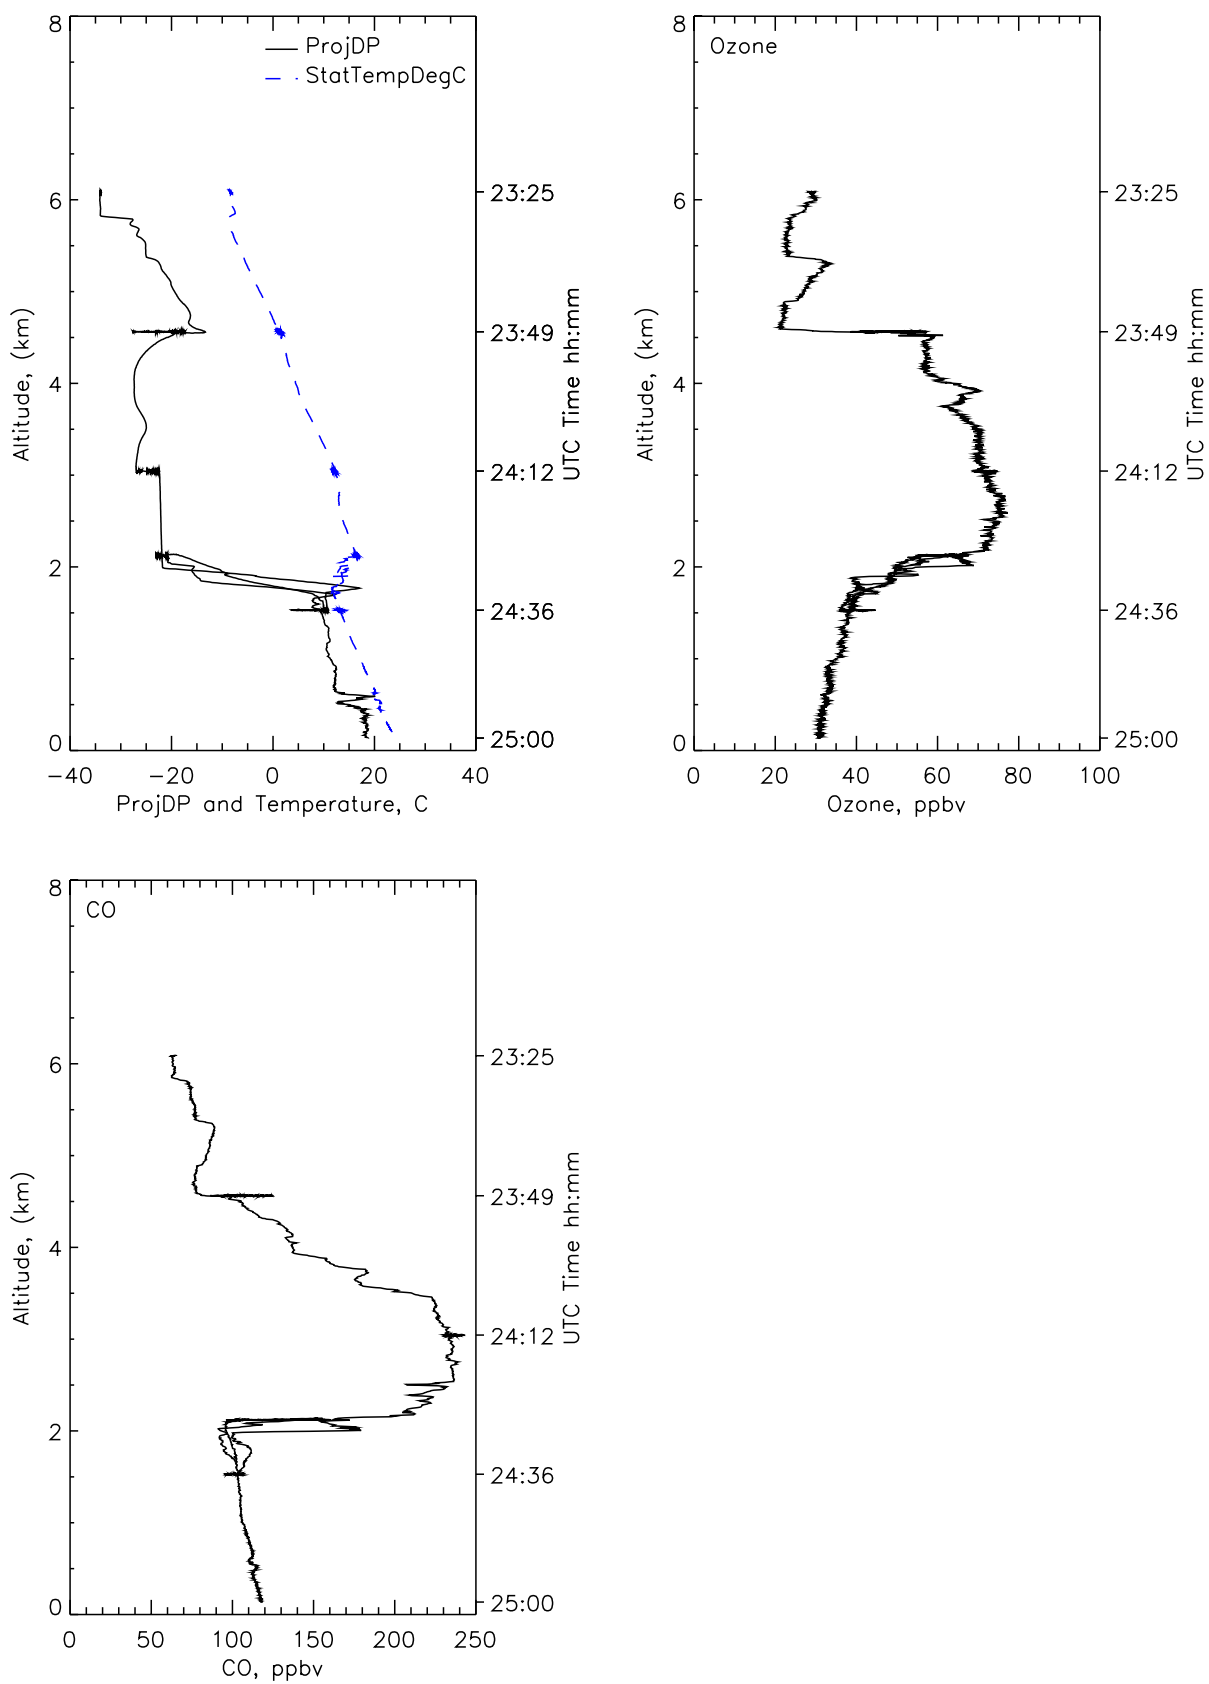 8
6
4
2
0
Altitude, (km)
ProjDP
StatTempDegC
23:25
23:49
24:12
24:36
25:00
UTC Time hh:mm
-40 -20 0 20 40
ProjDP and Temperature, C
8
6
4
2
0
Altitude, (km)
Ozone
23:25
23:49
24:12
24:36
25:00
UTC Time hh:mm
0 20 40 60 80 100
Ozone, ppbv
8
6
4
2
0
Altitude, (km)
CO
23:25
23:49
24:12
24:36
25:00
UTC Time hh:mm
0 50 100 150 200 250
CO, ppbv